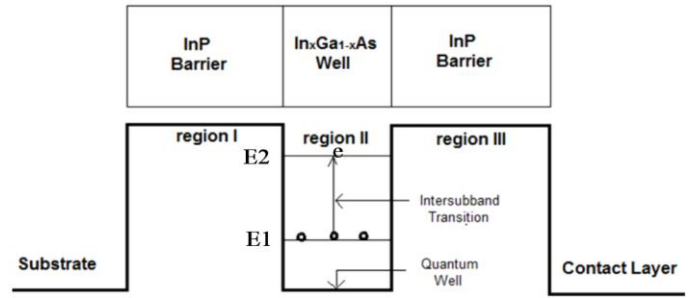 InP
Barrier
InxGa1-xAs
Well
InP
Barrier
region I
region II
region III
E2
e
Intersubband
Transition
E1
Substrate
Quantum
Well
Contact Layer